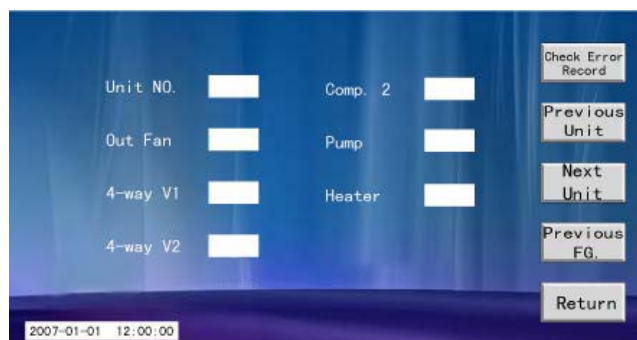 Unit NO.
Out Fan
4-way V1
4-way V2
Comp. 2
Pump
Heater
Check Error
Record
Previous
Unit
Next
Unit
Previous
FG.
Return
2007-01-01 12:00:00